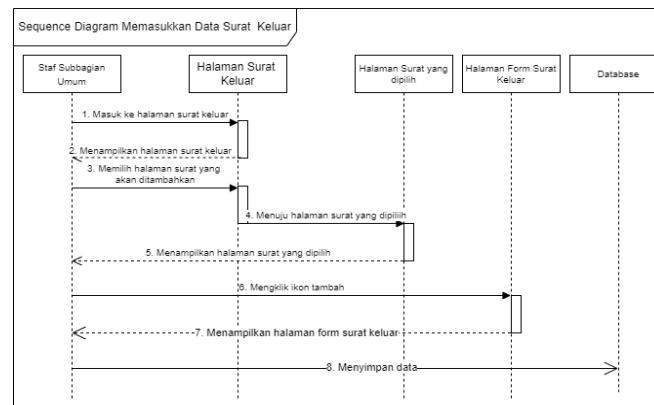 Sequence Diagram Memasukkan Data Surat Keluar
Staf Subbagian
Umum
Halaman Surat
Keluar
Halaman Surat yang
dipilih
Halaman Form Surat
Keluar
Database
1. Masuk ke halaman surat keluar
2. Menampilkan halaman surat keluar
3. Memilih halaman surat yang
akan ditambahkan
4. Menuju halaman surat yang dipiliih
5. Menampilkan halaman surat yang dipilih
6. Mengklik ikon tambah
7. Menampilkan halaman form surat keluar
8. Menyimpan data